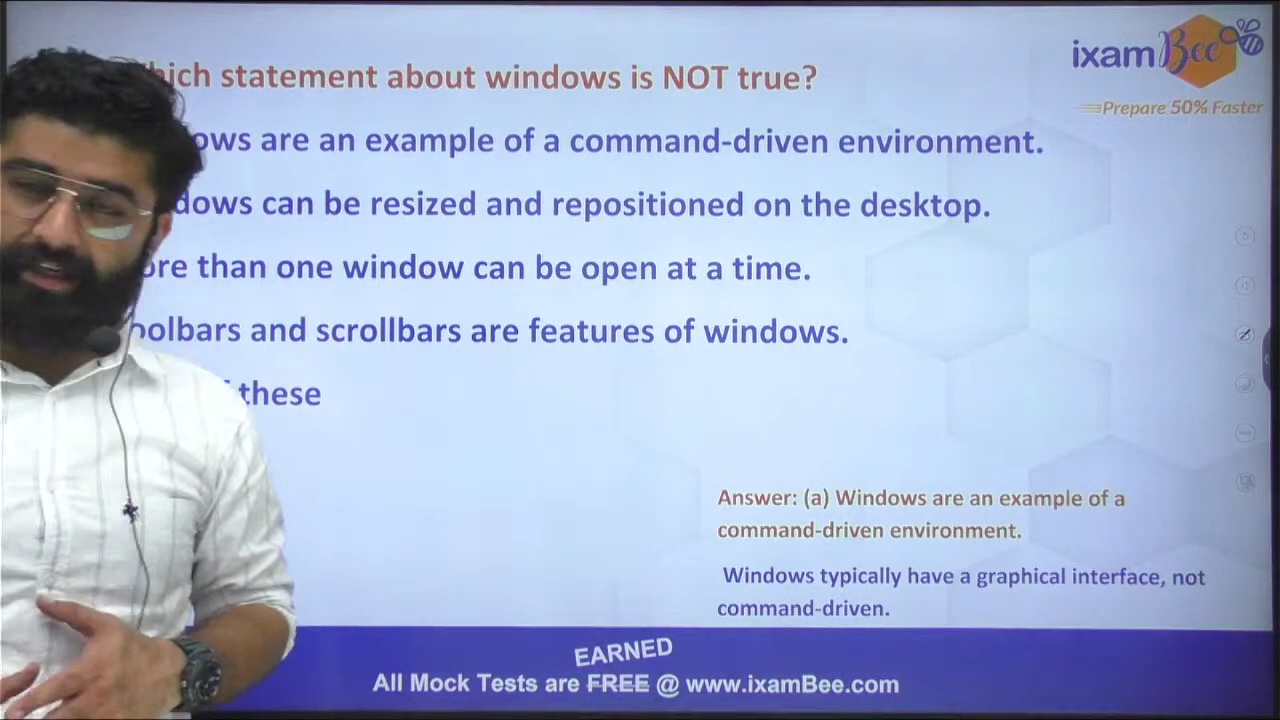 ixamBee
Prepare 50% Faster
hich statement about windows is NOT true?
ows are an example of a command-driven environment.
dows can be resized and repositioned on the desktop.
ore than one window can be open at a time.
oolbars and scrollbars are features of windows.
these
Answer: (a) Windows are an example of a
command-driven environment.
Windows typically have a graphical interface, not
command-driven.
EARNED
All Mock Tests are FREE @ www.ixamBee.com